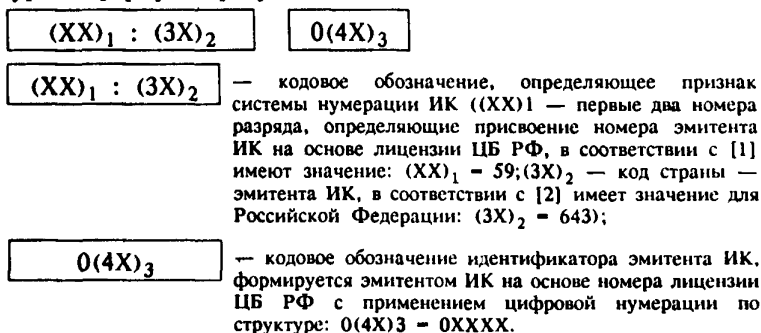 (XX)₁ : (3X)₂ 0(4X)₃
(XX)₁ : (3X)₂ — кодовое обозначение, определяющее признак
системы нумерации ИК ((XX)1 — первые два номера
разряда, определяющие присвоение номера эмитента
ИК на основе лицензии ЦБ РФ, в соответствии с [1]
имеют значение: (XX)₁ = 59; (3X)₂ — код страны —
эмитента ИК, в соответствии с [2] имеет значение для
Российской Федерации: (3X)₂ = 643);
0(4X)₃ — кодовое обозначение идентификатора эмитента ИК,
формируется эмитентом ИК на основе номера лицензии
ЦБ РФ с применением цифровой нумерации по
структуре: 0(4X)3 = 0XXXX.